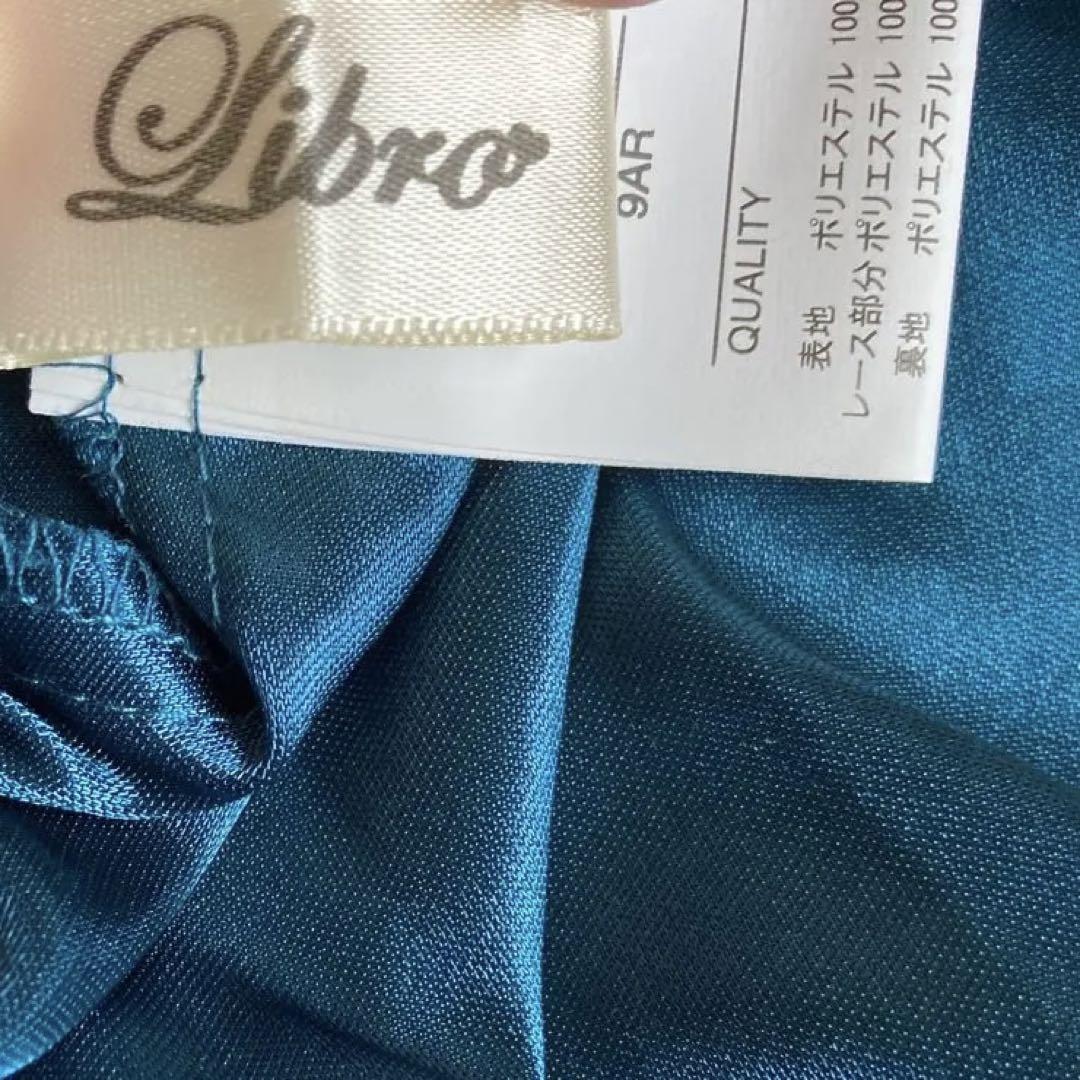 Libro
9AR
QUALITY
表地 ポリエステル 100
レース部分 ポリエステル 100
裏地 ポリエステル 100